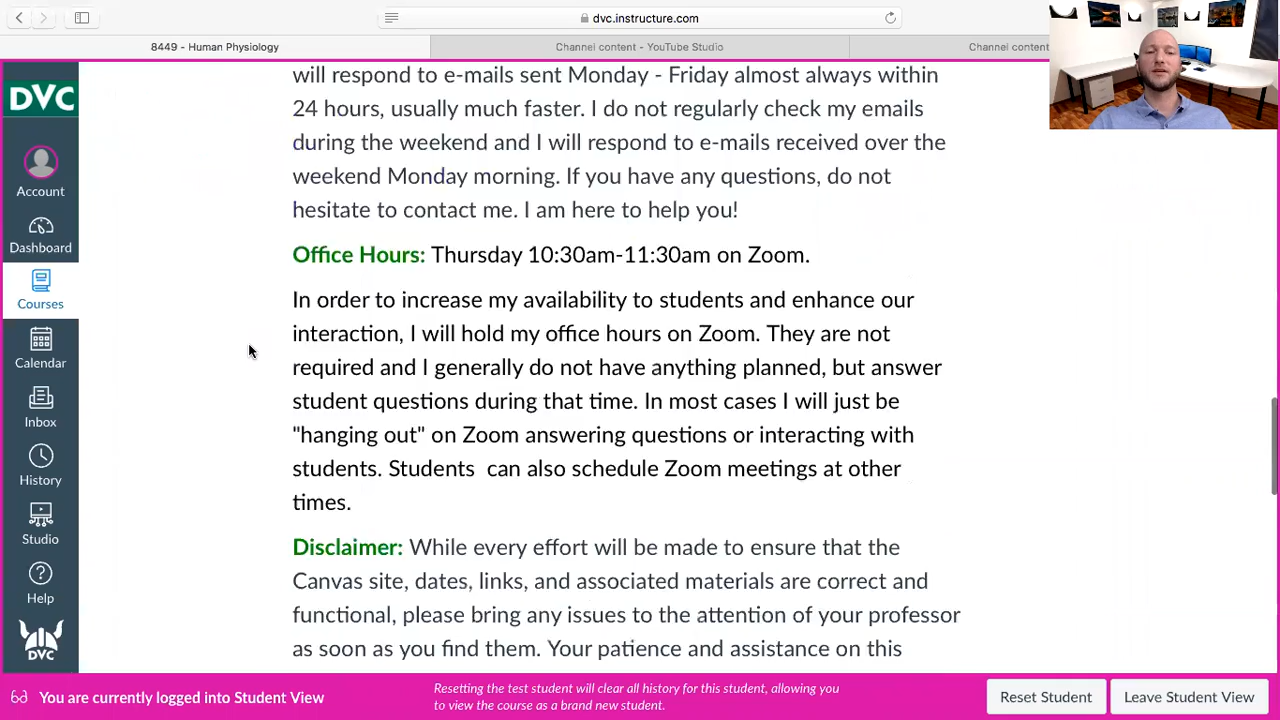 dvc.instructure.com
8449 - Human Physiology
Channel content - YouTube Studio
Channel content
DVC
Account
Dashboard
Courses
Calendar
Inbox
History
Studio
Help
DVC
will respond to e-mails sent Monday - Friday almost always within
24 hours, usually much faster. I do not regularly check my emails
during the weekend and I will respond to e-mails received over the
weekend Monday morning. If you have any questions, do not
hesitate to contact me. I am here to help you!
Office Hours: Thursday 10:30am-11:30am on Zoom.
In order to increase my availability to students and enhance our
interaction, I will hold my office hours on Zoom. They are not
required and I generally do not have anything planned, but answer
student questions during that time. In most cases I will just be
"hanging out" on Zoom answering questions or interacting with
students. Students can also schedule Zoom meetings at other
times.
Disclaimer: While every effort will be made to ensure that the
Canvas site, dates, links, and associated materials are correct and
functional, please bring any issues to the attention of your professor
as soon as you find them. Your patience and assistance on this
You are currently logged into Student View
Resetting the test student will clear all history for this student, allowing you
to view the course as a brand new student.
Reset Student
Leave Student View